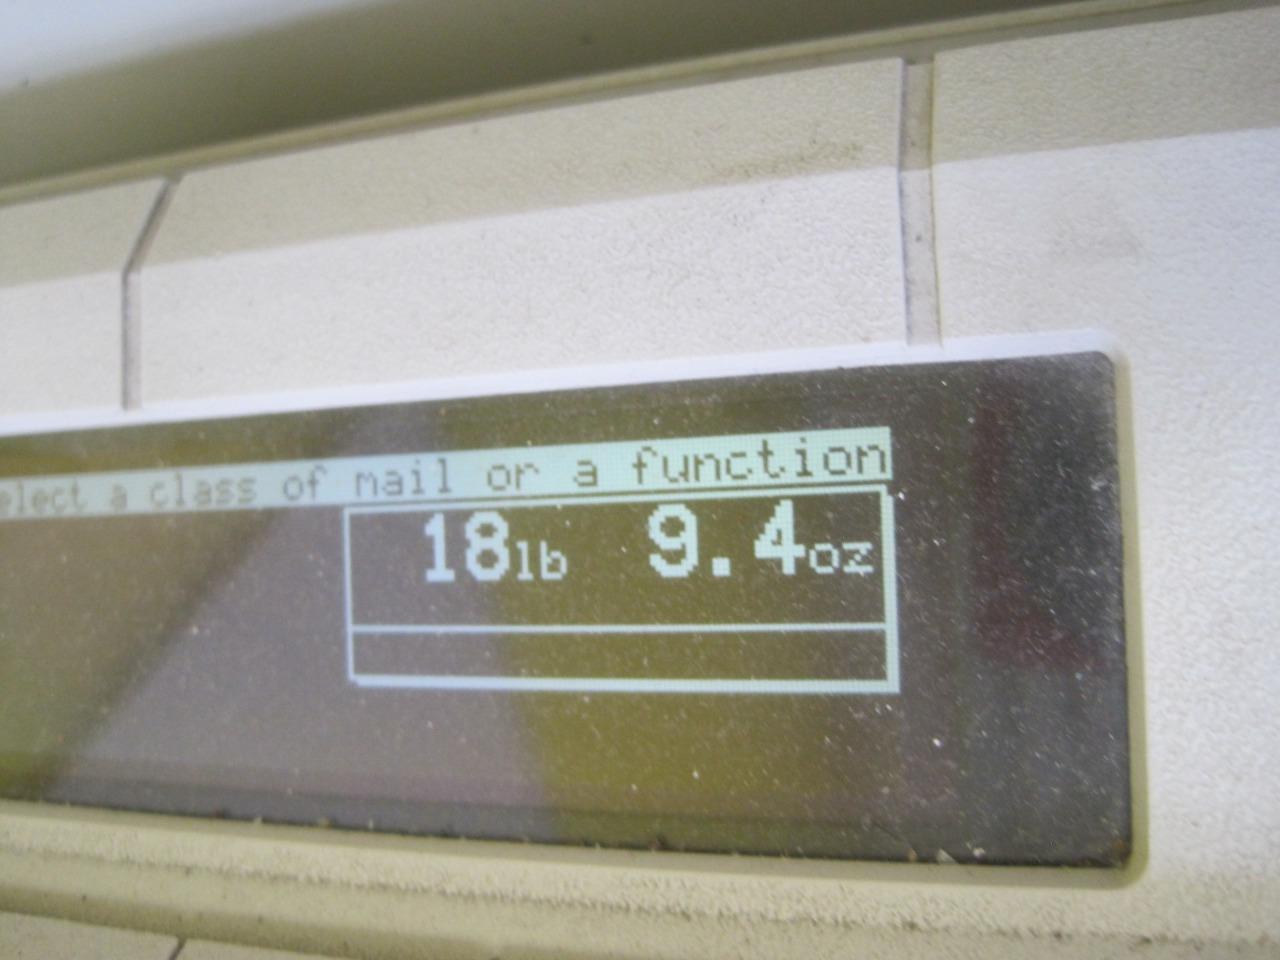 elect a class of mail or a function
18lb 9.4oz